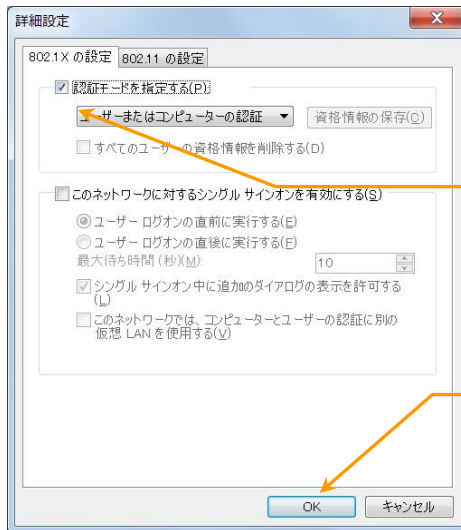 詳細設定
802.1X の設定 802.11 の設定
認証モードを指定する(P)
ユーザーまたはコンピューターの認証 資格情報の保存(C)
すべてのユーザーの資格情報を削除する(D)
このネットワークに対するシングル サインオンを有効にする(S)
ユーザー ログオンの直前に実行する(E)
ユーザー ログオンの直後に実行する(F)
最大待ち時間 (秒)(M): 10
シングル サインオン中に追加のダイアログの表示を許可する
(L)
このネットワークでは、コンピューターとユーザーの認証に別の
仮想 LAN を使用する(V)
OK キャンセル